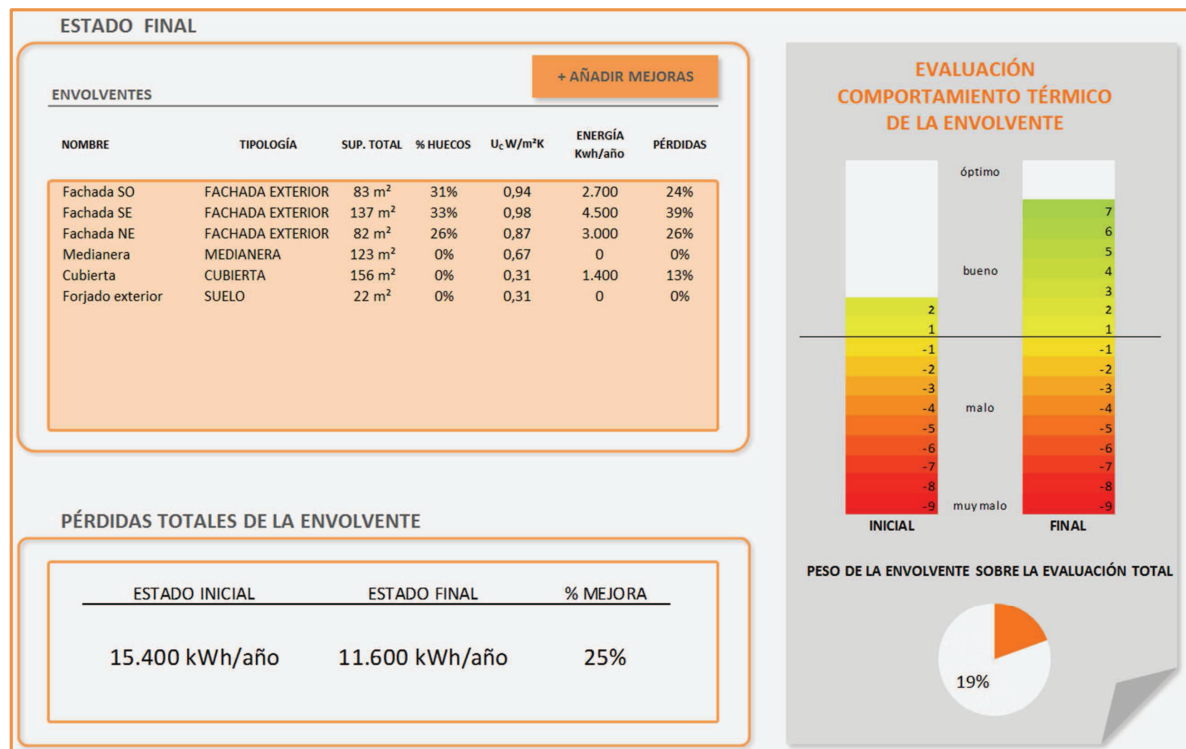 ESTADO FINAL
+ AÑADIR MEJORAS
ENVOLVENTES
NOMBRE TIPOLOGÍA SUP. TOTAL % HUECOS Uc W/m²K ENERGÍA Kwh/año PÉRDIDAS
Fachada SO FACHADA EXTERIOR 83 m² 31% 0,94 2.700 24%
Fachada SE FACHADA EXTERIOR 137 m² 33% 0,98 4.500 39%
Fachada NE FACHADA EXTERIOR 82 m² 26% 0,87 3.000 26%
Medianera MEDIANERA 123 m² 0% 0,67 0 0%
Cubierta CUBIERTA 156 m² 0% 0,31 1.400 13%
Forjado exterior SUELO 22 m² 0% 0,31 0 0%
PÉRDIDAS TOTALES DE LA ENVOLVENTE
ESTADO INICIAL ESTADO FINAL % MEJORA
15.400 kWh/año 11.600 kWh/año 25%
EVALUACIÓN
COMPORTAMIENTO TÉRMICO
DE LA ENVOLVENTE
óptimo
7
6
5
bueno 4
3
2 2
1 1
-1 -1
-2 -2
-3 -3
-4 malo -4
-5 -5
-6 -6
-7 -7
-8 -8
-9 muy malo -9
INICIAL FINAL
PESO DE LA ENVOLVENTE SOBRE LA EVALUACIÓN TOTAL
19%